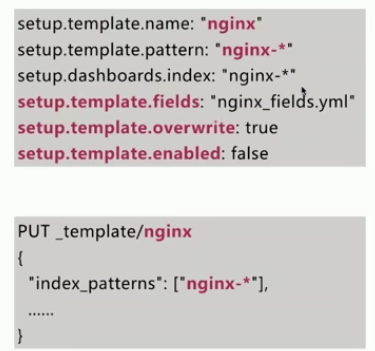 setup.template.name: "nginx"
setup.template.pattern: "nginx-*"
setup.dashboards.index: "nginx-*"
setup.template.fields: "nginx_fields.yml"
setup.template.overwrite: true
setup.template.enabled: false
PUT _template/nginx
{
"index_patterns": ["nginx-*"],
......
}